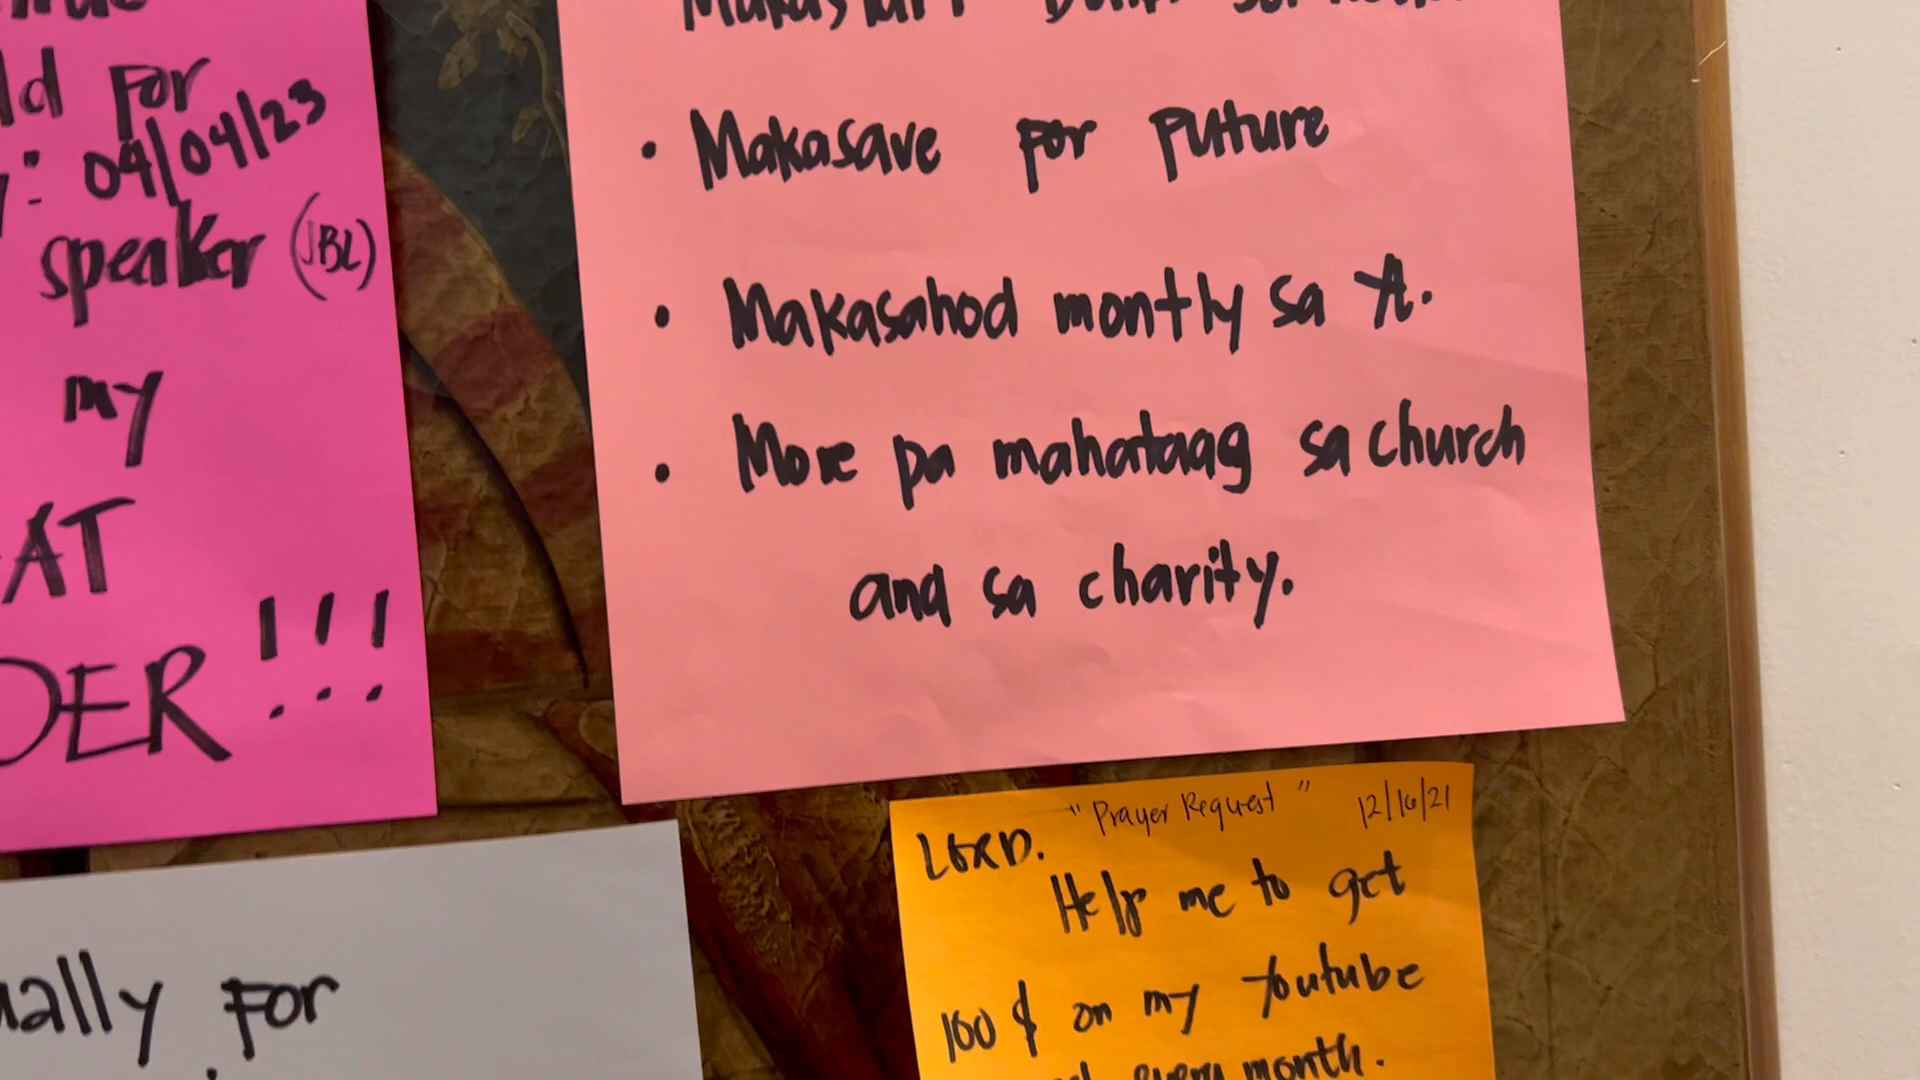 For
: 04/04/23
speaker (JBL)
my
AT
DER !!!
• Makasave For Future
• Makasahod montly sa Yt.
• More pa mahatag sa church
and sa charity.
"Prayer Request" 12/16/21
LORD.
Help me to get
100 $ on my Youtube
every month.
ally For